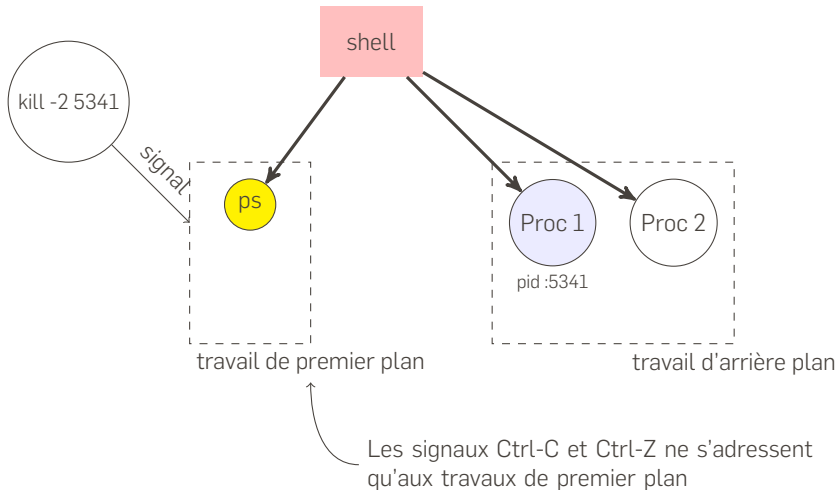 shell
kill -2 5341
signal
ps
Proc 1
Proc 2
pid :5341
travail de premier plan
travail d'arrière plan
Les signaux Ctrl-C et Ctrl-Z ne s'adressent
qu'aux travaux de premier plan